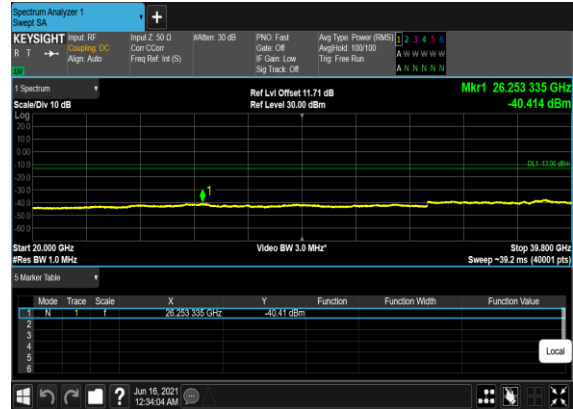 Spectrum Analyzer 1
Swept SA
+
KEYSIGHT Input: RF Input Z: 50 Ω #Atten: 30 dB PNO: Fast Avg Type: Power (RMS) 1 2 3 4 5 6
R T Coupling: DC Corr CCorr Gate: Off Avg|Hold: 100/100 A W W W W W
Align: Auto Freq Ref: Int (S) IF Gain: Low Trig: Free Run
LXI Sig Track: Off A N N N N N
1 Spectrum Ref Lvl Offset 11.71 dB Mkr1 26.253 335 GHz
Scale/Div 10 dB Ref Level 30.00 dBm -40.414 dBm
Log
20.0
10.0
0.00
-10.0 DL1 -13.00 dBm
-20.0
-30.0 1
-40.0
-50.0
-60.0
Start 20.000 GHz Video BW 3.0 MHz* Stop 39.800 GHz
#Res BW 1.0 MHz Sweep ~39.2 ms (40001 pts)
5 Marker Table
Mode Trace Scale X Y Function Function Width Function Value
1 N 1 f 26.253 335 GHz -40.41 dBm
2
3
4
5
6
Local
? Jun 16, 2021
12:34:04 AM